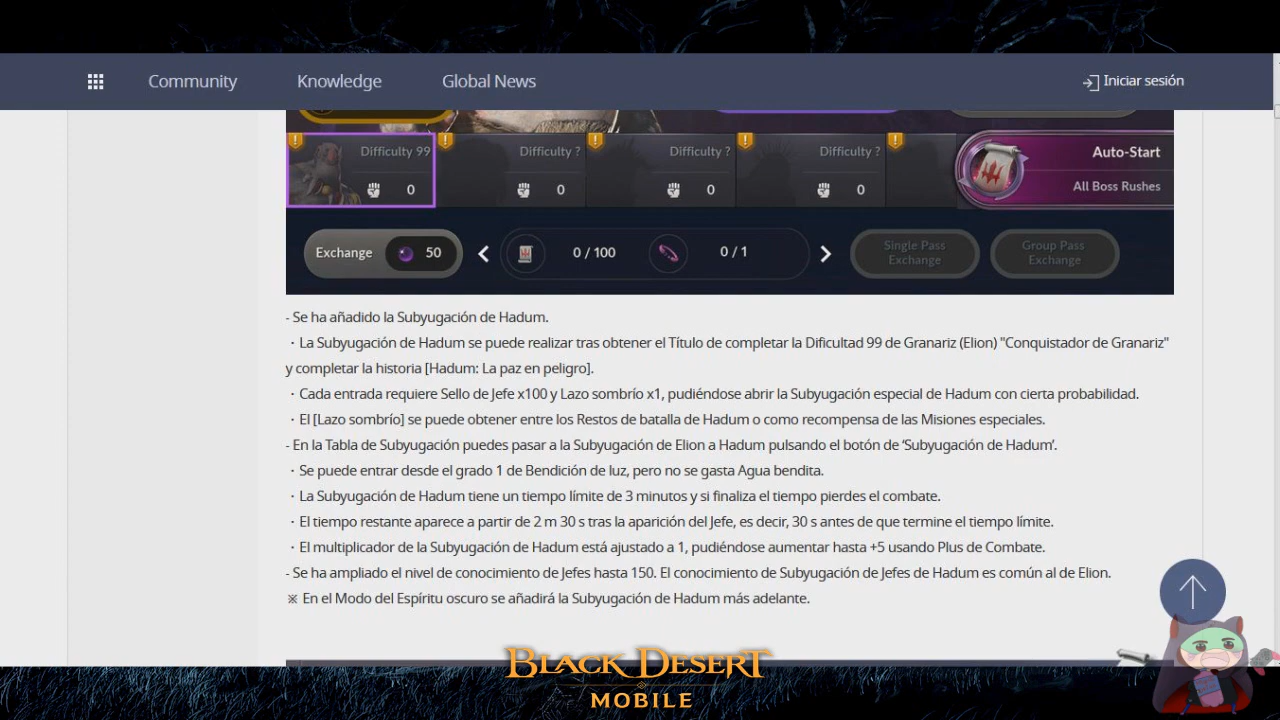 Community Knowledge Global News Iniciar sesión
Difficulty 99 Difficulty ? Difficulty ? Difficulty ? Auto-Start
0 0 0 0 All Boss Rushes
Exchange 50 0 / 100 0 / 1 Single Pass Exchange Group Pass Exchange
- Se ha añadido la Subyugación de Hadum.
· La Subyugación de Hadum se puede realizar tras obtener el Título de completar la Dificultad 99 de Granariz (Elion) "Conquistador de Granariz"
y completar la historia [Hadum: La paz en peligro].
· Cada entrada requiere Sello de Jefe x100 y Lazo sombrío x1, pudiéndose abrir la Subyugación especial de Hadum con cierta probabilidad.
· El [Lazo sombrío] se puede obtener entre los Restos de batalla de Hadum o como recompensa de las Misiones especiales.
- En la Tabla de Subyugación puedes pasar a la Subyugación de Elion a Hadum pulsando el botón de ‘Subyugación de Hadum’.
· Se puede entrar desde el grado 1 de Bendición de luz, pero no se gasta Agua bendita.
· La Subyugación de Hadum tiene un tiempo límite de 3 minutos y si finaliza el tiempo pierdes el combate.
· El tiempo restante aparece a partir de 2 m 30 s tras la aparición del Jefe, es decir, 30 s antes de que termine el tiempo límite.
· El multiplicador de la Subyugación de Hadum está ajustado a 1, pudiéndose aumentar hasta +5 usando Plus de Combate.
- Se ha ampliado el nivel de conocimiento de Jefes hasta 150. El conocimiento de Subyugación de Jefes de Hadum es común al de Elion.
※ En el Modo del Espíritu oscuro se añadirá la Subyugación de Hadum más adelante.
BLACK DESERT
MOBILE